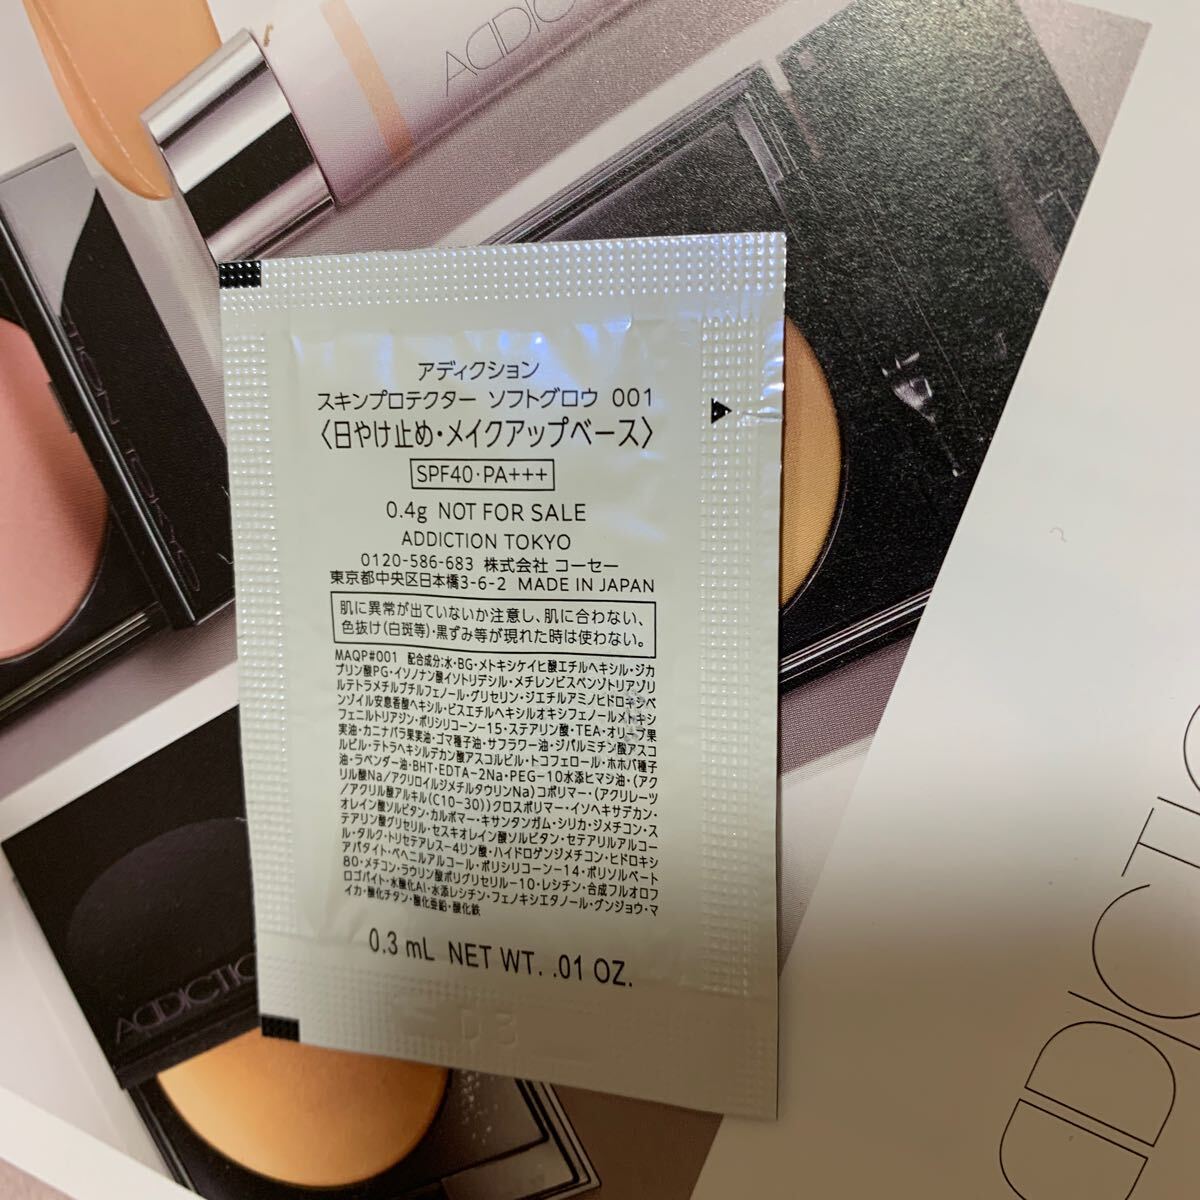 ADDICTIO
アディクション
スキンプロテクター ソフトグロウ 001
〈日やけ止め・メイクアップベース〉
SPF40・PA+++
0.4g NOT FOR SALE
ADDICTION TOKYO
0120-586-683 株式会社 コーセー
東京都中央区日本橋3-6-2 MADE IN JAPAN
肌に異常が出ていないか注意し、肌に合わない、
色抜け(白斑等)・黒ずみ等が現れた時は使わない。
MAQP#001 配合成分:水・BG・メトキシケイヒ酸エチルヘキシル・ジカ
プリン酸PG・イソノナン酸イソトリデシル・メチレンビスベンゾトリアゾリ
ルテトラメチルブチルフェノール・グリセリン・ジエチルアミノヒドロキシベ
ンゾイル安息香酸ヘキシル・ビスエチルヘキシルオキシフェノールメトキシ
フェニルトリアジン・ポリシリコーン-15・ステアリン酸・TEA・オリーブ果
実油・カニナバラ果実油・ゴマ種子油・サフラワー油・ジパルミチン酸アスコ
ルビル・テトラヘキシルデカン酸アスコルビル・トコフェロール・ホホバ種子
油・ラベンダー油・BHT・EDTA-2Na・PEG-10水添ヒマシ油・(アク
リル酸Na/アクリロイルジメチルタウリンNa)コポリマー・(アクリレーツ
/アクリル酸アルキル(C10-30))クロスポリマー・イソヘキサデカン・
オレイン酸ソルビタン・カルボマー・キサンタンガム・シリカ・ジメチコン・ス
テアリン酸グリセリル・セスキオレイン酸ソルビタン・セテアリルアルコー
ル・タルク・トリセテアレス-4リン酸・ハイドロゲンジメチコン・ヒドロキシ
アパタイト・ベヘニルアルコール・ポリシリコーン-14・ポリソルベート
80・メチコン・ラウリン酸ポリグリセリル-10・レシチン・合成フルオロフ
ロゴパイト・水酸化Al・水添レシチン・フェノキシエタノール・グンジョウ・マ
イカ・酸化チタン・酸化亜鉛・酸化鉄
0.3 mL NET WT. .01 OZ.
ADDICTIO
DDICTIO